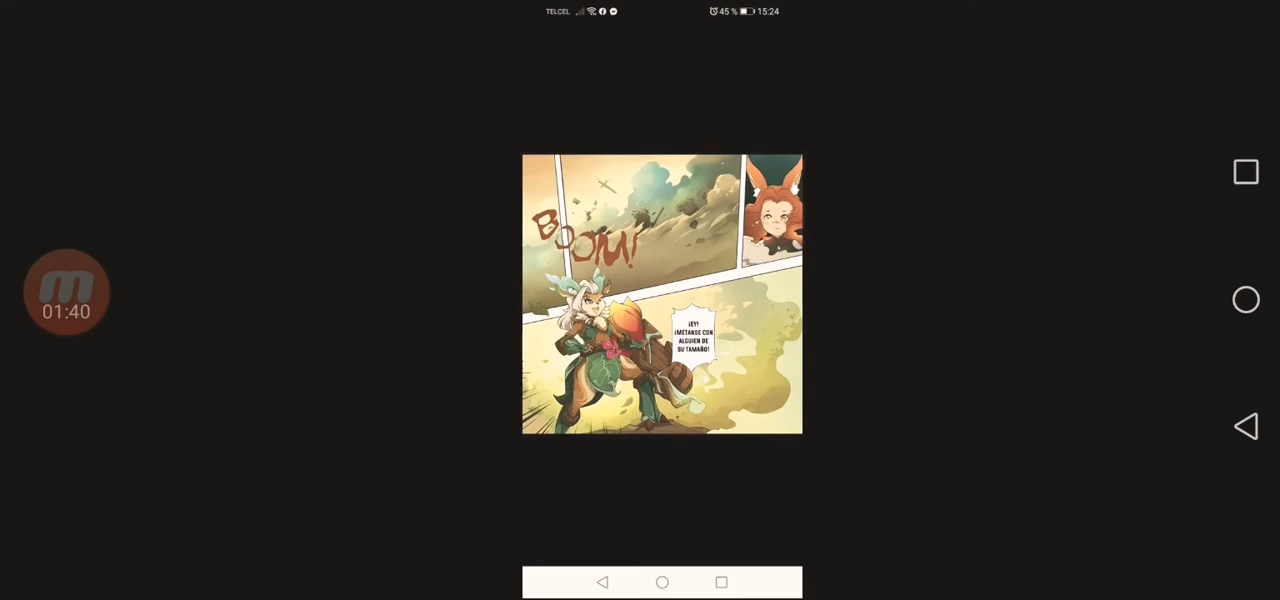 TELCEL 45 % 15:24
BOOM!
01:40
¡EY!
¡MÉTANSE CON
ALGUIEN DE
SU TAMAÑO!